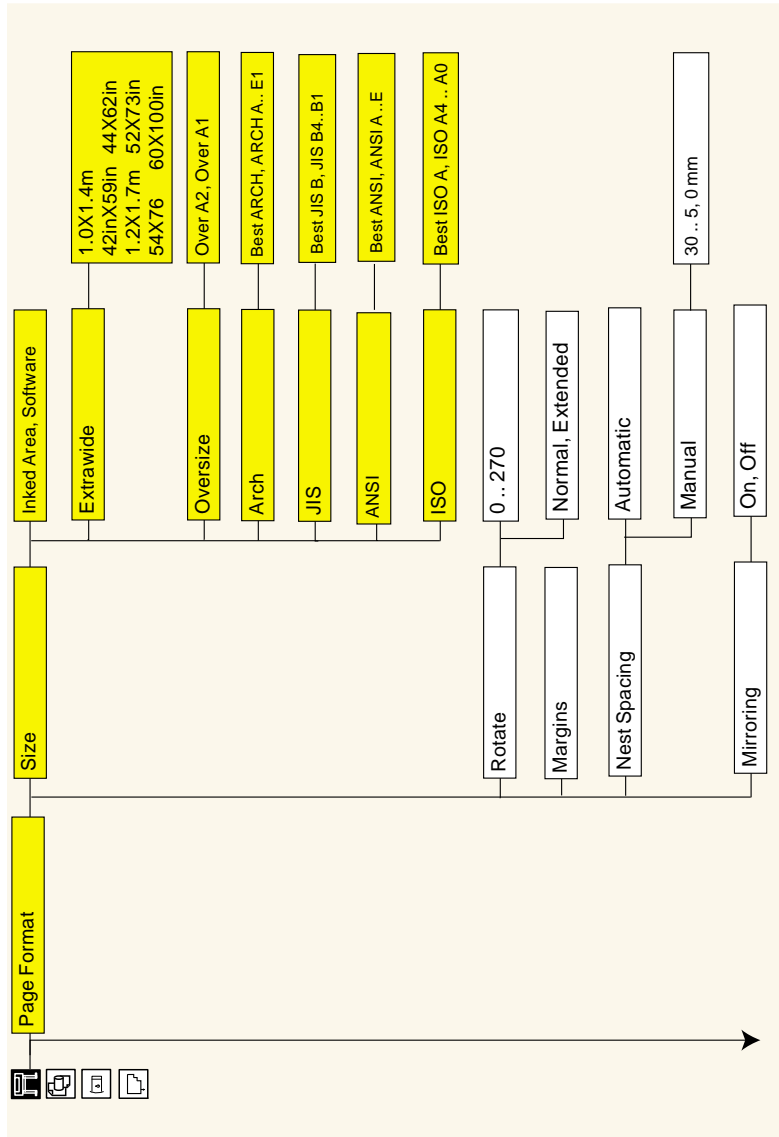 Page Format
Size
Inked Area, Software
Extrawide
1.0X1.4m
42inX59in 44X62in
1.2X1.7m 52X73in
54X76 60X100in
Oversize
Over A2, Over A1
Arch
Best ARCH, ARCH A.. E1
JIS
Best JIS B, JIS B4..B1
ANSI
Best ANSI, ANSI A ..E
ISO
Best ISO A, ISO A4 .. A0
Rotate
0 .. 270
Margins
Normal, Extended
Nest Spacing
Automatic
Manual
30 .. 5, 0 mm
Mirroring
On, Off